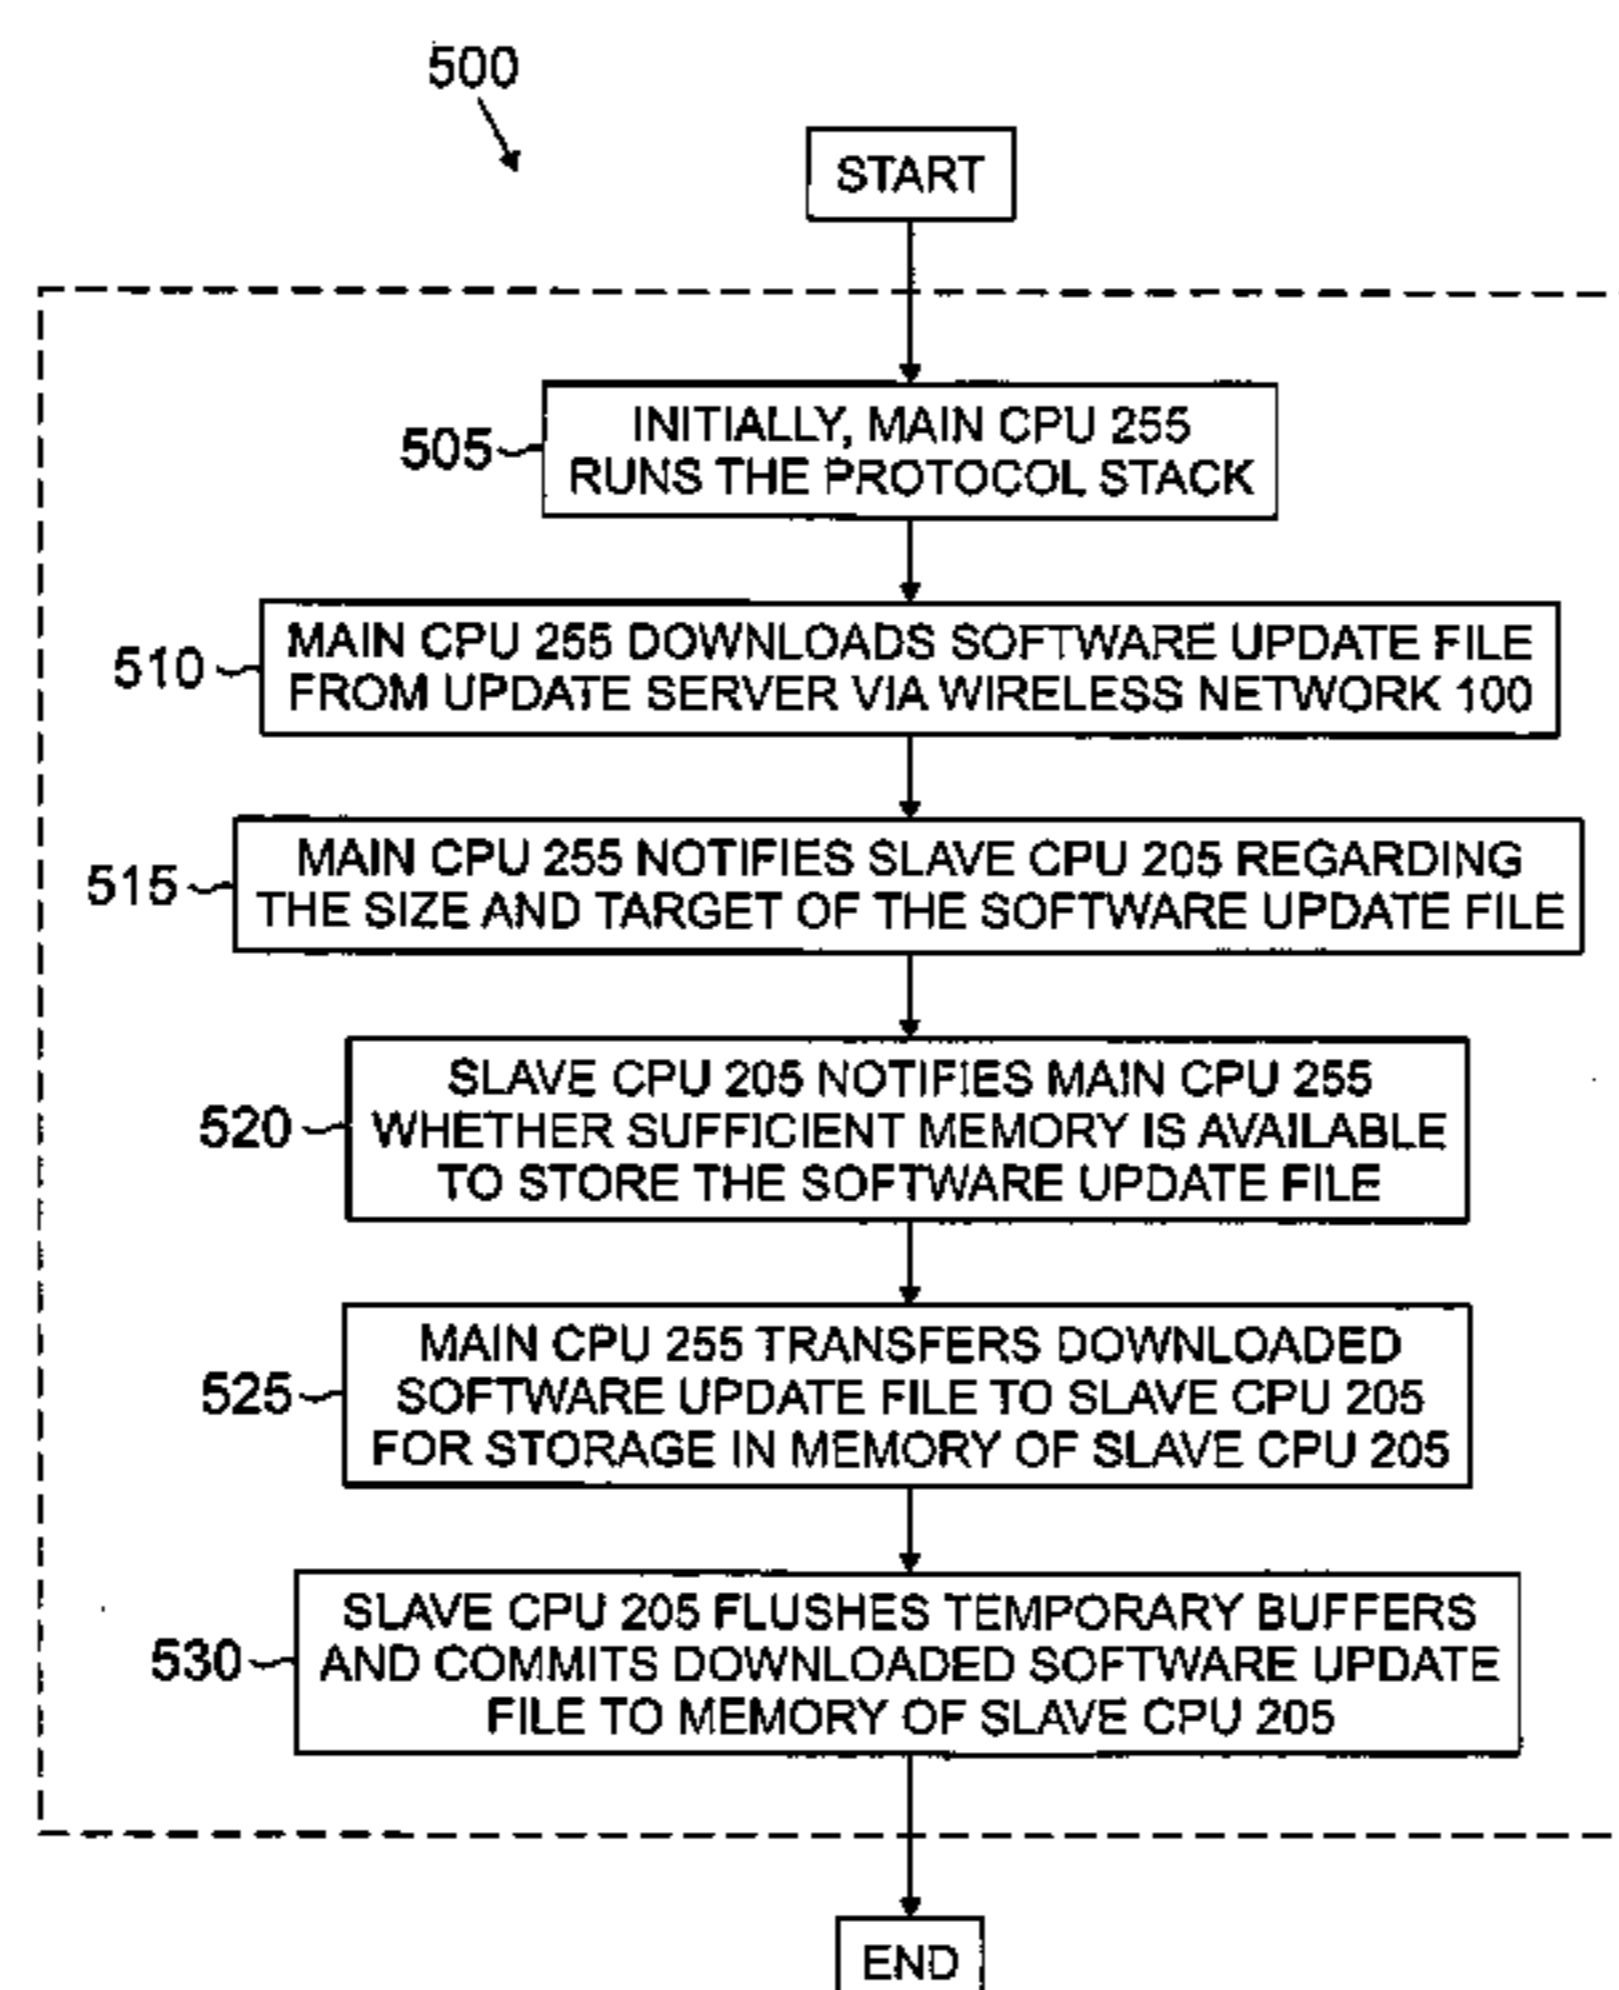 500
START
505
INITIALLY, MAIN CPU 255
RUNS THE PROTOCOL STACK
510
MAIN CPU 255 DOWNLOADS SOFTWARE UPDATE FILE
FROM UPDATE SERVER VIA WIRELESS NETWORK 100
515
MAIN CPU 255 NOTIFIES SLAVE CPU 205 REGARDING
THE SIZE AND TARGET OF THE SOFTWARE UPDATE FILE
520
SLAVE CPU 205 NOTIFIES MAIN CPU 255
WHETHER SUFFICIENT MEMORY IS AVAILABLE
TO STORE THE SOFTWARE UPDATE FILE
525
MAIN CPU 255 TRANSFERS DOWNLOADED
SOFTWARE UPDATE FILE TO SLAVE CPU 205
FOR STORAGE IN MEMORY OF SLAVE CPU 205
530
SLAVE CPU 205 FLUSHES TEMPORARY BUFFERS
AND COMMITS DOWNLOADED SOFTWARE UPDATE
FILE TO MEMORY OF SLAVE CPU 205
END